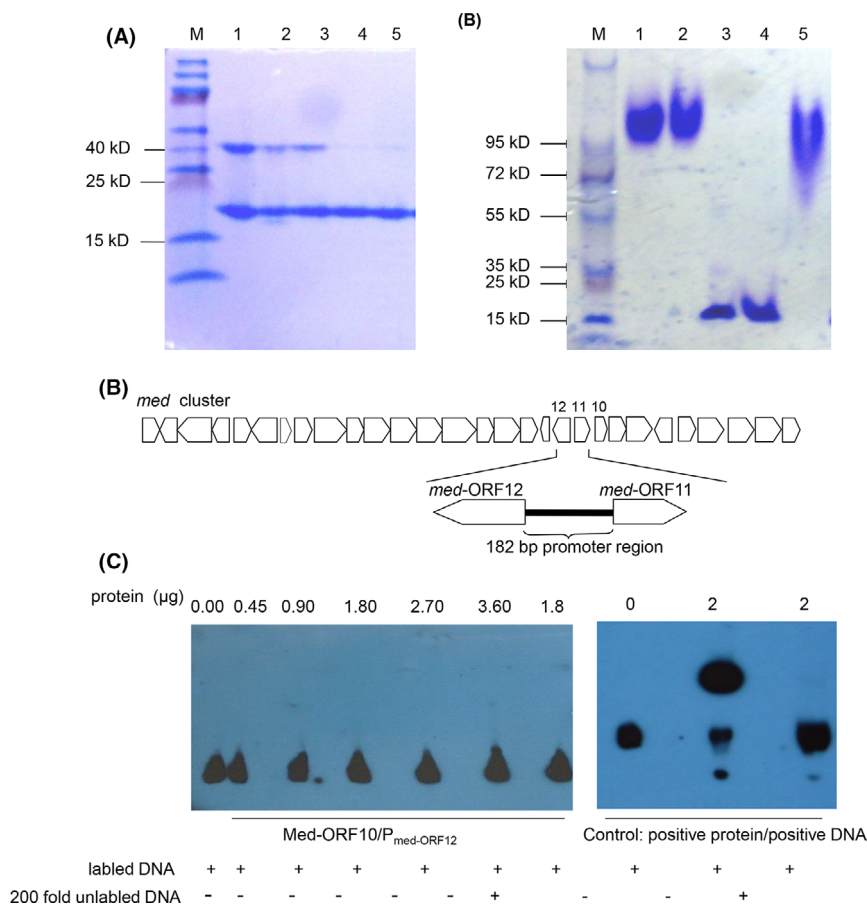 (A)
M 1 2 3 4 5
40 kD
25 kD
15 kD
(B)
M 1 2 3 4 5
95 kD
72 kD
55 kD
35 kD
25 kD
15 kD
(B)
med cluster
12 11 10
med-ORF12 med-ORF11
182 bp promoter region
(C)
protein (µg)
0.00 0.45 0.90 1.80 2.70 3.60 1.8
0 2 2
Med-ORF10/Pmed-ORF12
Control: positive protein/positive DNA
labled DNA + + + + + + + + + +
200 fold unlabled DNA - - - - - - + - - +